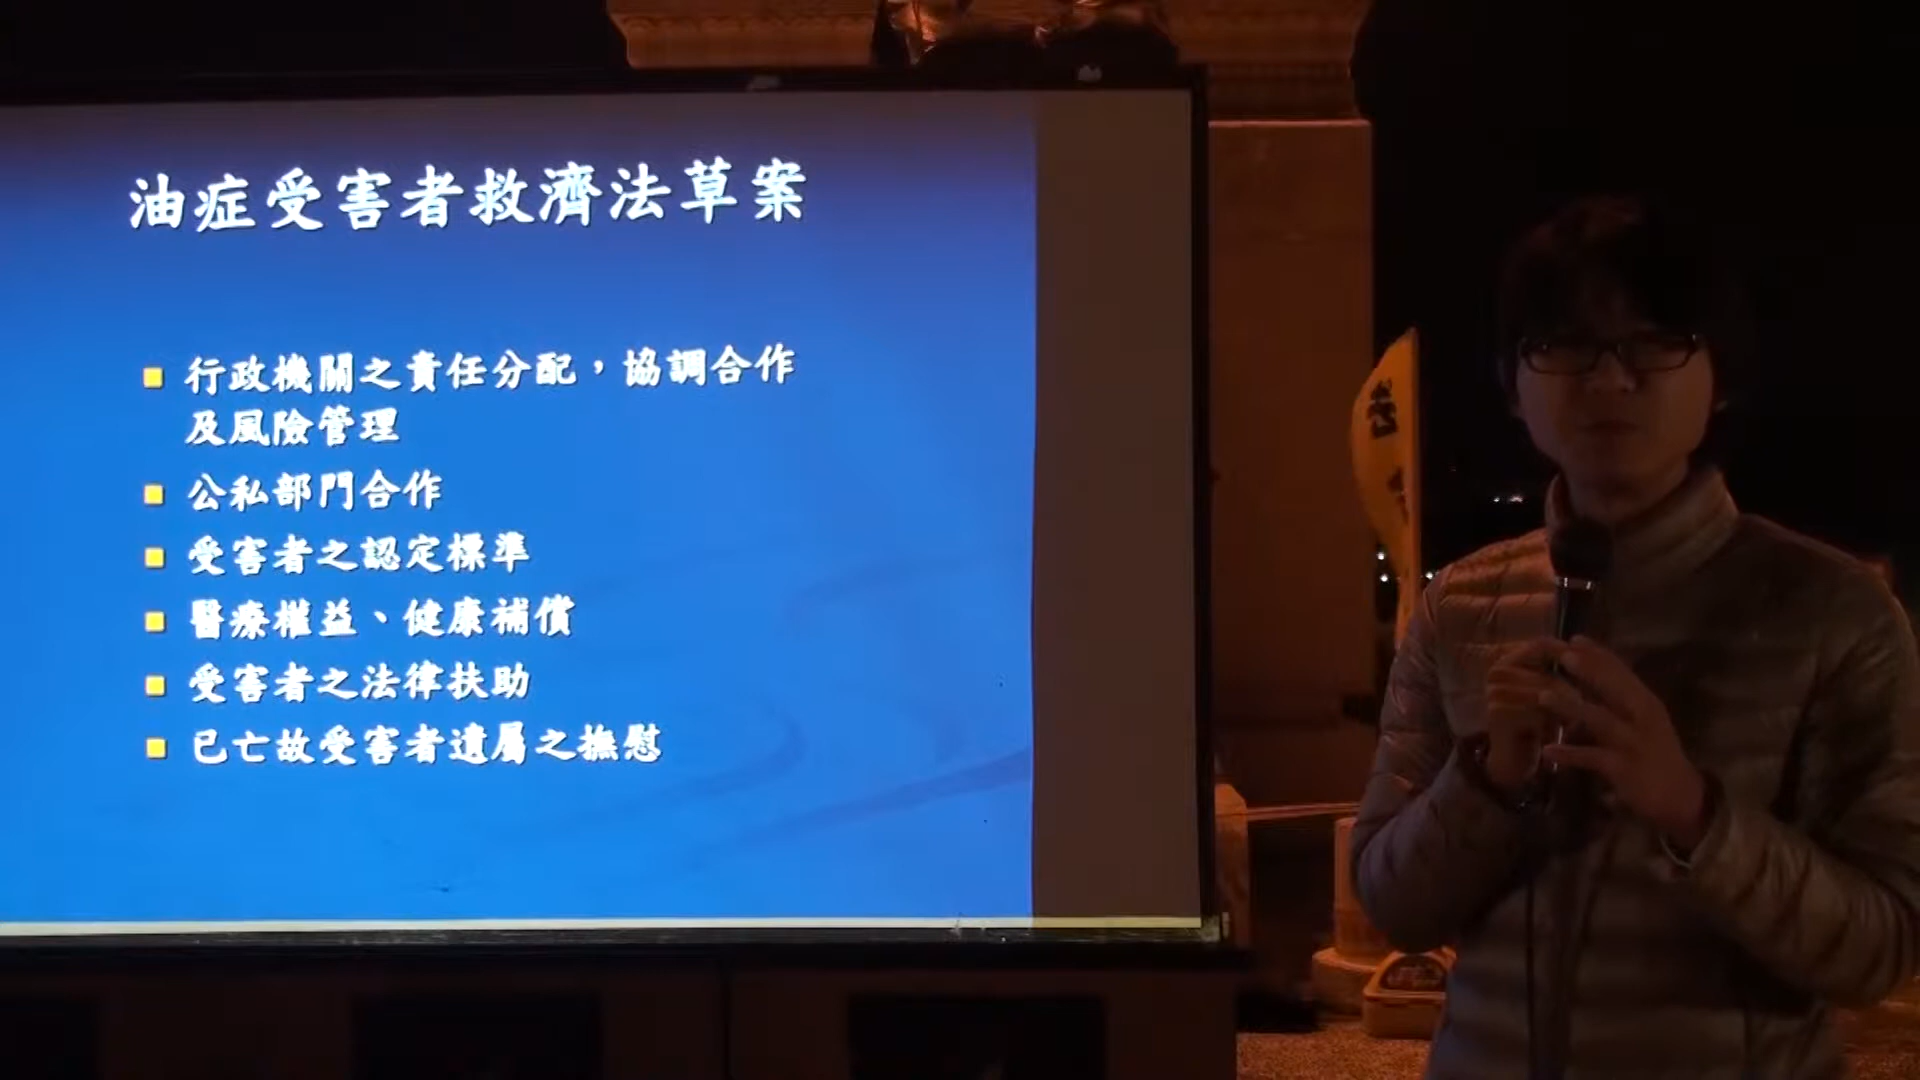 油症受害者救濟法草案
行政機關之責任分配，協調合作
及風險管理
公私部門合作
受害者之認定標準
醫療權益、健康補償
受害者之法律扶助
已亡故受害者遺屬之撫慰